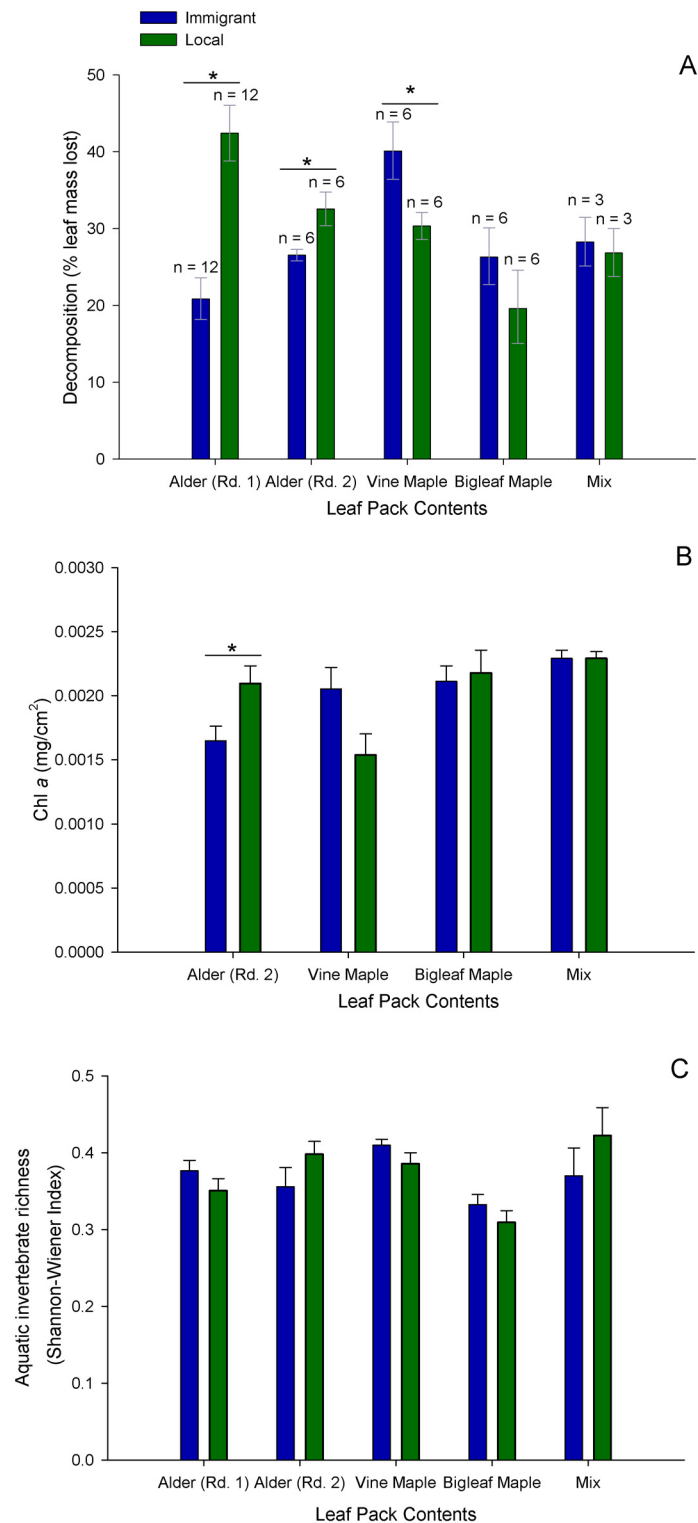 Immigrant
Local
A
Decomposition (% leaf mass lost)
50
40
30
20
10
0
*
n = 12
n = 12
*
n = 6
n = 6
*
n = 6
n = 6
n = 6
n = 6
n = 3
n = 3
Alder (Rd. 1) Alder (Rd. 2) Vine Maple Bigleaf Maple Mix
Leaf Pack Contents
B
Chl a (mg/cm2)
0.0030
0.0025
0.0020
0.0015
0.0010
0.0005
0.0000
*
Alder (Rd. 2) Vine Maple Bigleaf Maple Mix
Leaf Pack Contents
C
Aquatic invertebrate richness
(Shannon-Wiener Index)
0.5
0.4
0.3
0.2
0.1
0.0
Alder (Rd. 1) Alder (Rd. 2) Vine Maple Bigleaf Maple Mix
Leaf Pack Contents